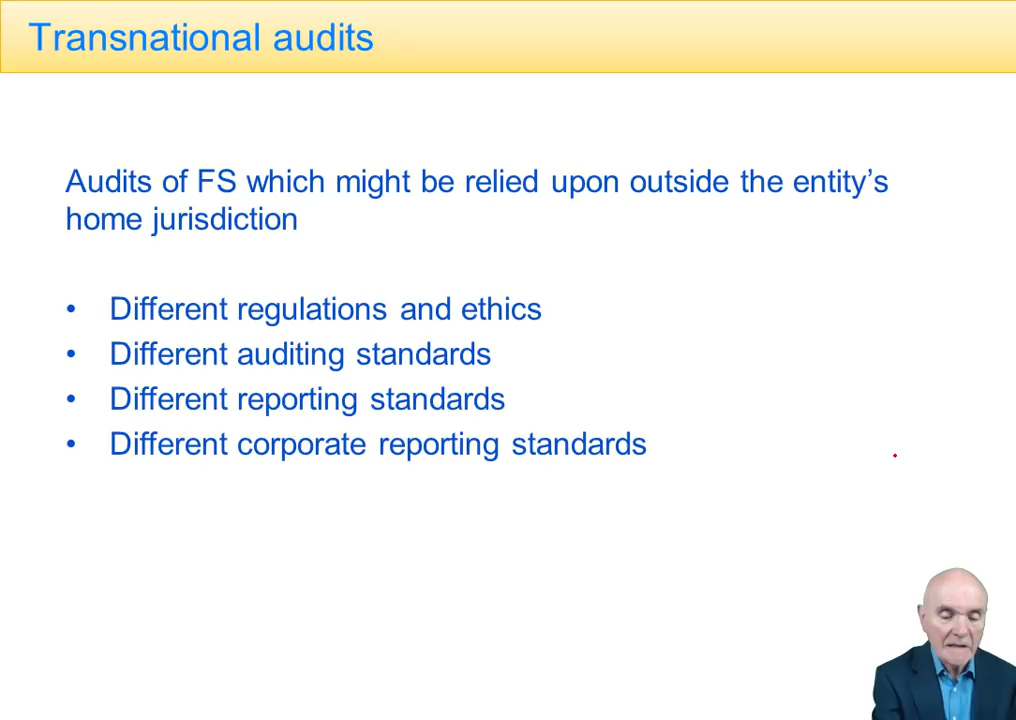 Transnational audits
Audits of FS which might be relied upon outside the entity’s
home jurisdiction
• Different regulations and ethics
• Different auditing standards
• Different reporting standards
• Different corporate reporting standards